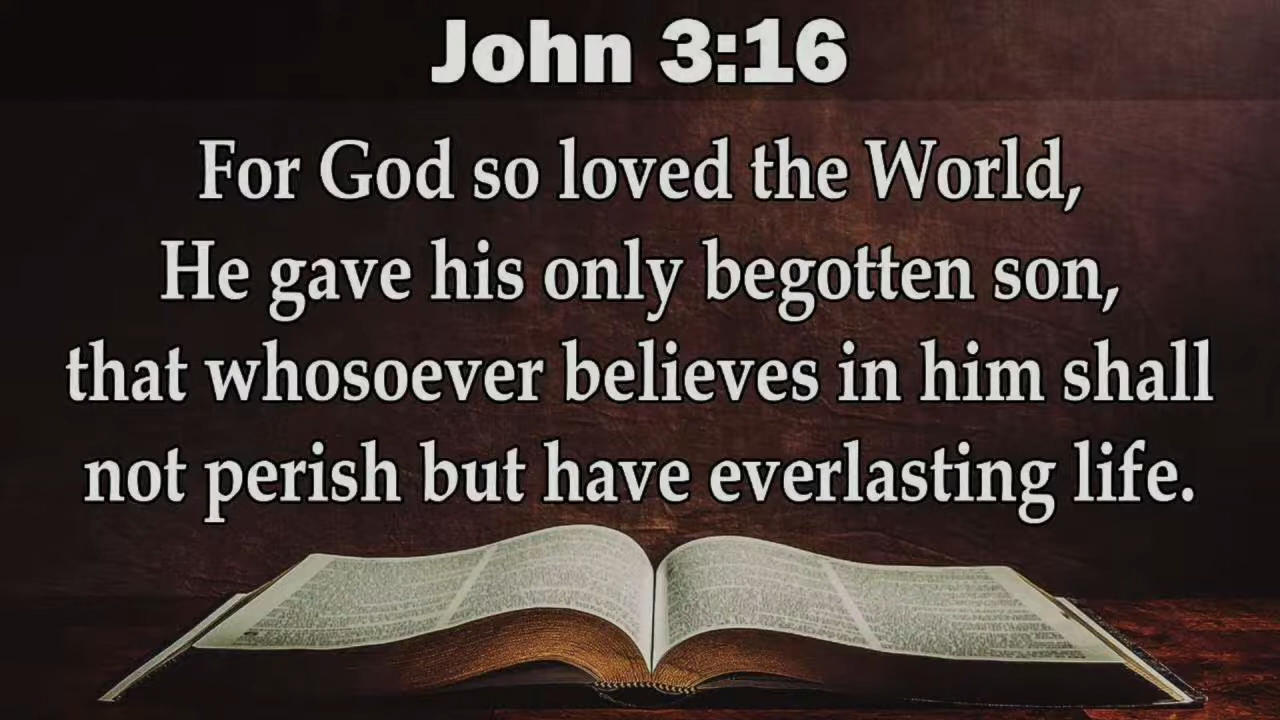 John 3:16
For God so loved the World,
He gave his only begotten son,
that whosoever believes in him shall
not perish but have everlasting life.